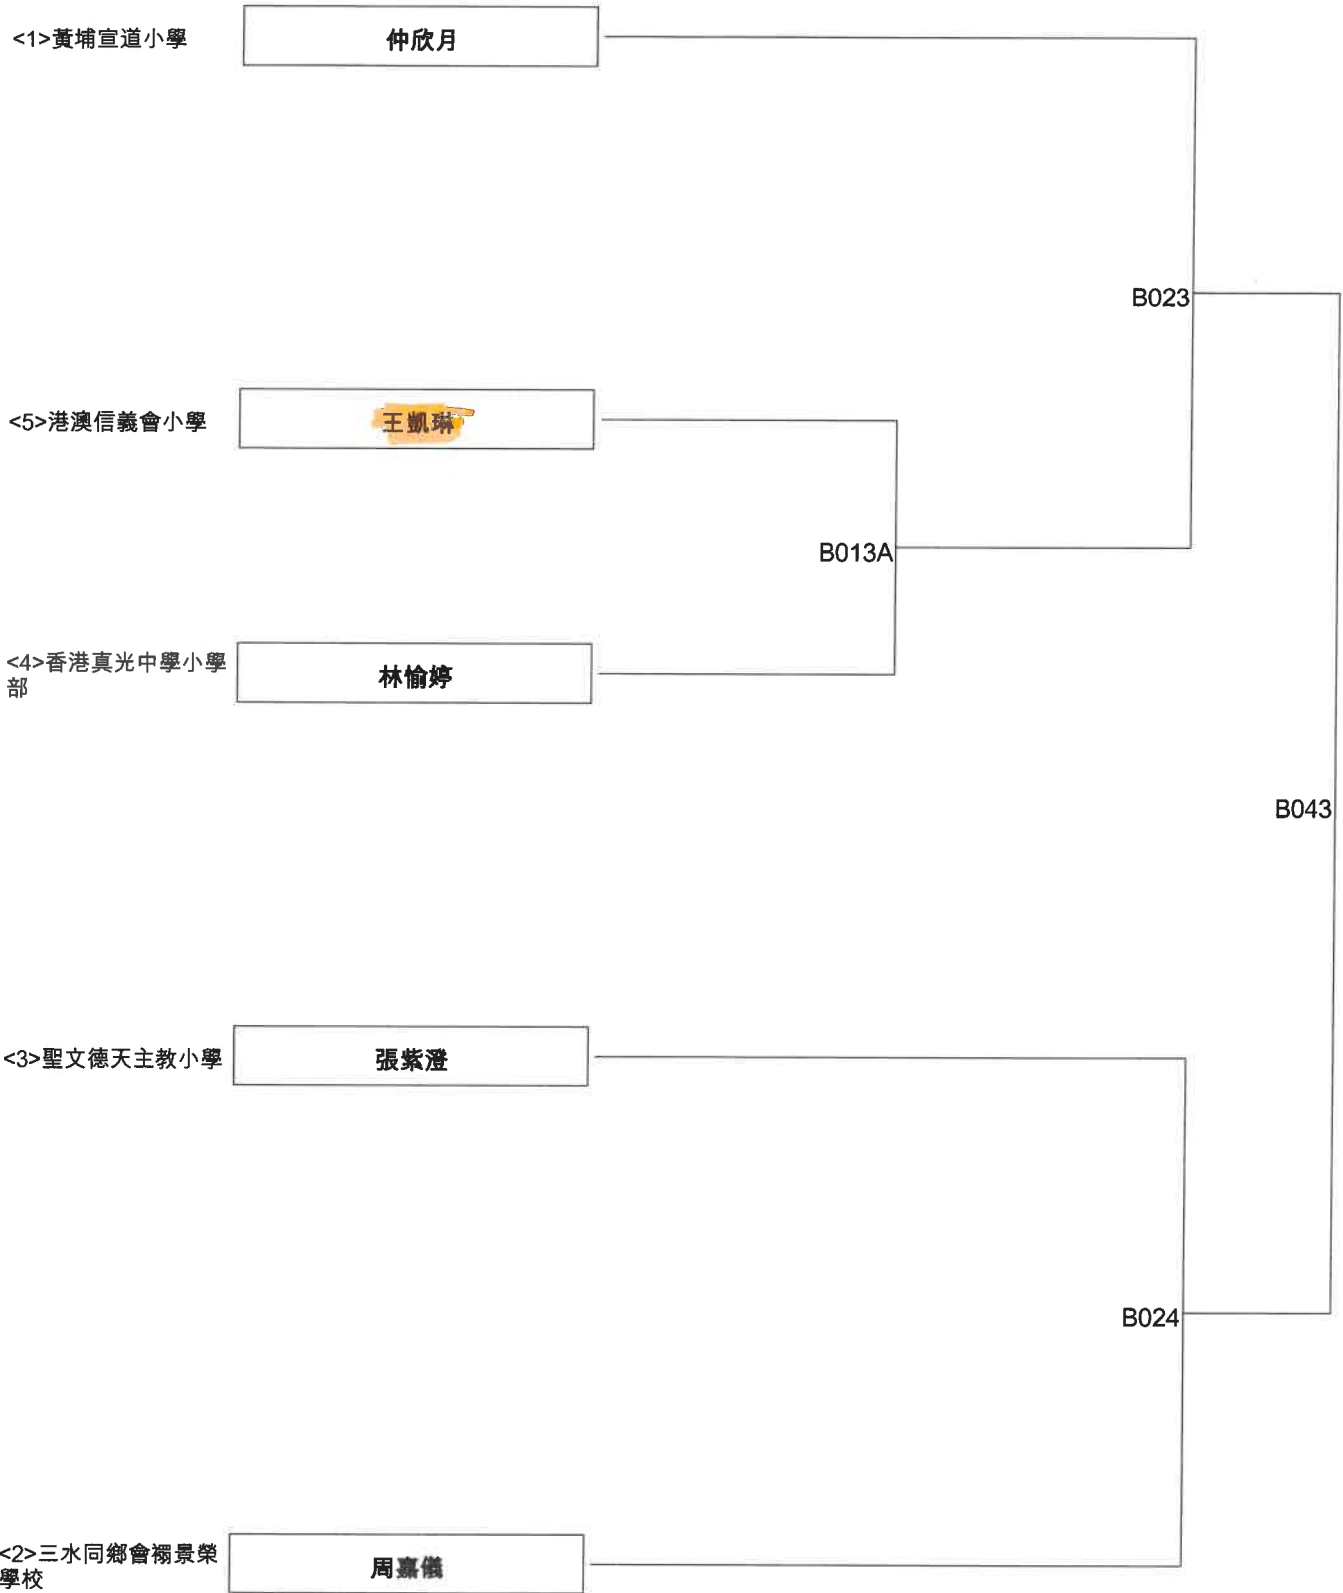 <1>黃埔宣道小學
仲欣月
B023
<5>港澳信義會小學
王凱琳
B013A
<4>香港真光中學小學
部
林愉婷
B043
<3>聖文德天主教小學
張紫澄
B024
<2>三水同鄉會禤景榮
學校
周嘉儀